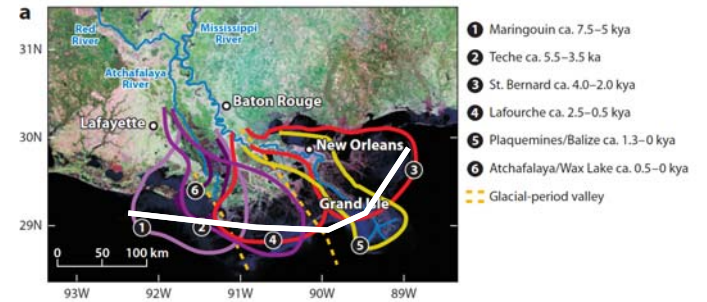 a
31N
30N
29N
93W
92W
91W
90W
89W
Red
River
Mississippi
River
Atchafalaya
River
Baton Rouge
Lafayette
New Orleans
Grand Isle
1
2
3
4
5
6
0 50 100 km
1 Maringouin ca. 7.5–5 kya
2 Teche ca. 5.5–3.5 ka
3 St. Bernard ca. 4.0–2.0 kya
4 Lafourche ca. 2.5–0.5 kya
5 Plaquemines/Balize ca. 1.3–0 kya
6 Atchafalaya/Wax Lake ca. 0.5–0 kya
Glacial-period valley